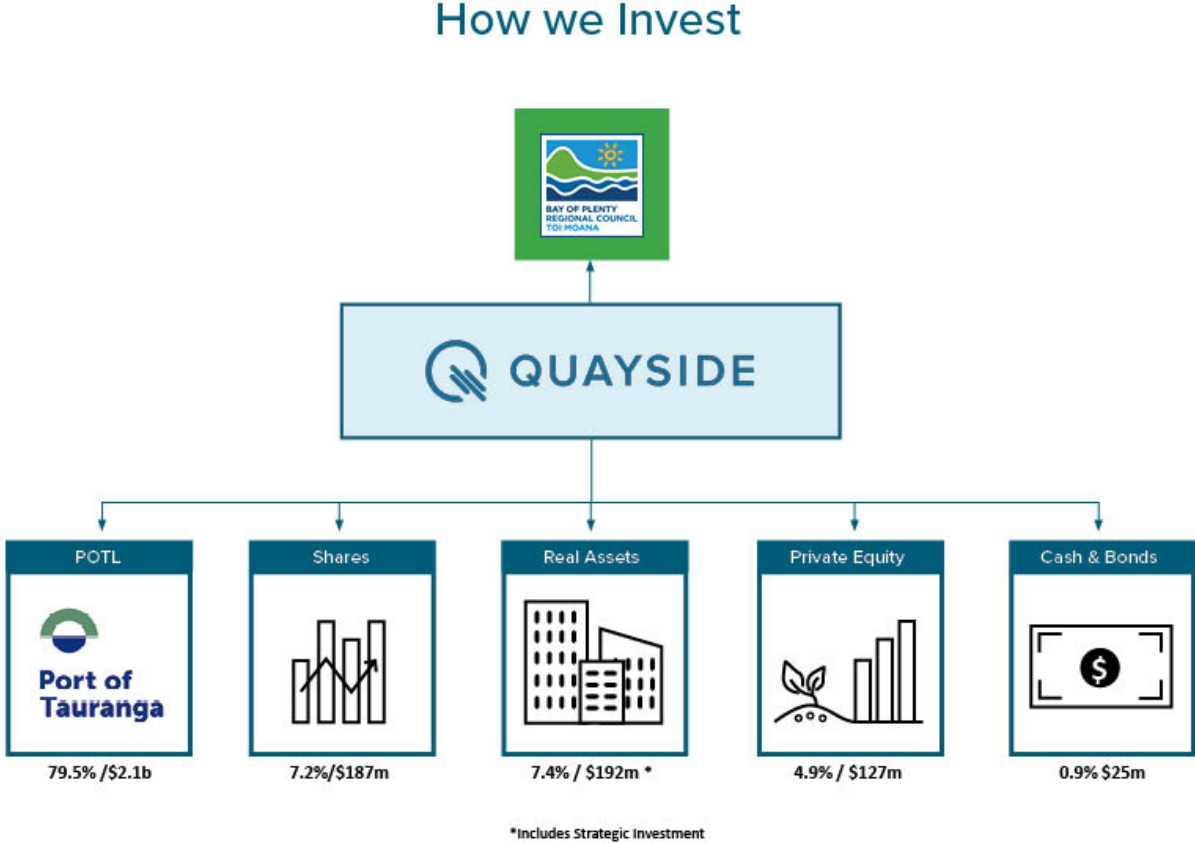 How we Invest
BAY OF PLENTY
REGIONAL COUNCIL
TOI MOANA
QUAYSIDE
POTL
Shares
Real Assets
Private Equity
Cash & Bonds
Port of
Tauranga
$
79.5% /$2.1b
7.2%/$187m
7.4% / $192m *
4.9% / $127m
0.9% $25m
*Includes Strategic Investment